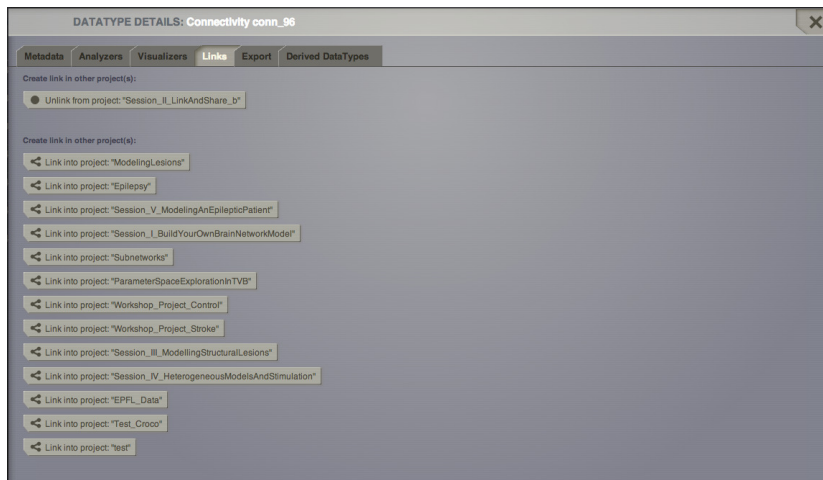 DATATYPE DETAILS: Connectivity conn_96
Metadata Analyzers Visualizers Links Export Derived DataTypes
Create link in other project(s):
Unlink from project: "Session_II_LinkAndShare_b"
Create link in other project(s):
Link into project: "ModelingLesions"
Link into project: "Epilepsy"
Link into project: "Session_V_ModelingAnEpilepticPatient"
Link into project: "Session_I_BuildYourOwnBrainNetworkModel"
Link into project: "Subnetworks"
Link into project: "ParameterSpaceExplorationInTVB"
Link into project: "Workshop_Project_Control"
Link into project: "Workshop_Project_Stroke"
Link into project: "Session_III_ModellingStructuralLesions"
Link into project: "Session_IV_HeterogeneousModelsAndStimulation"
Link into project: "EPFL_Data"
Link into project: "Test_Croco"
Link into project: "test"